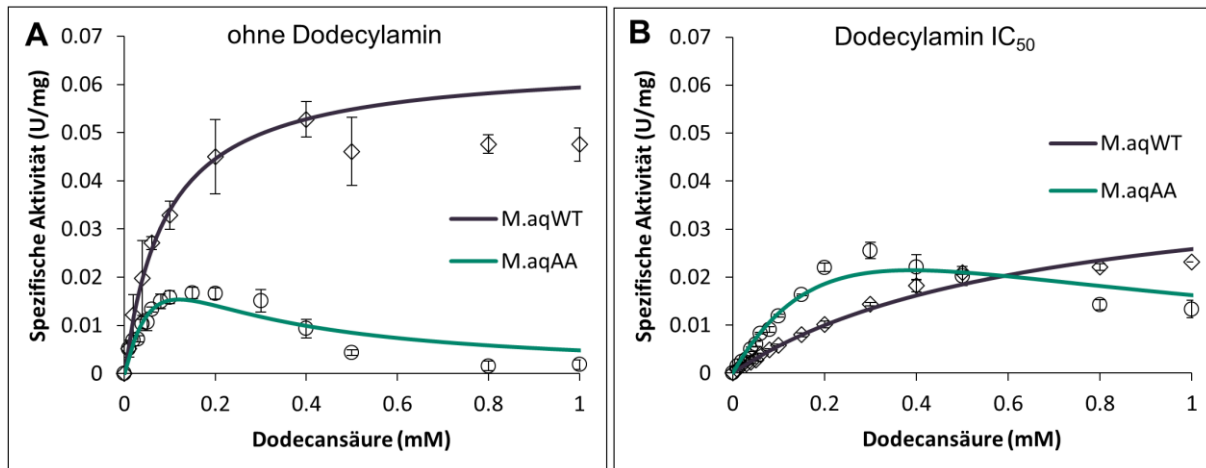 A
ohne Dodecylamin
Spezifische Aktivität (U/mg)
0.07
0.06
0.05
0.04
0.03
0.02
0.01
0
M.aqWT
M.aqAA
0 0.2 0.4 0.6 0.8 1
Dodecansäure (mM)
B
Dodecylamin IC50
Spezifische Aktivität (U/mg)
0.07
0.06
0.05
0.04
0.03
0.02
0.01
0
M.aqWT
M.aqAA
0 0.2 0.4 0.6 0.8 1
Dodecansäure (mM)